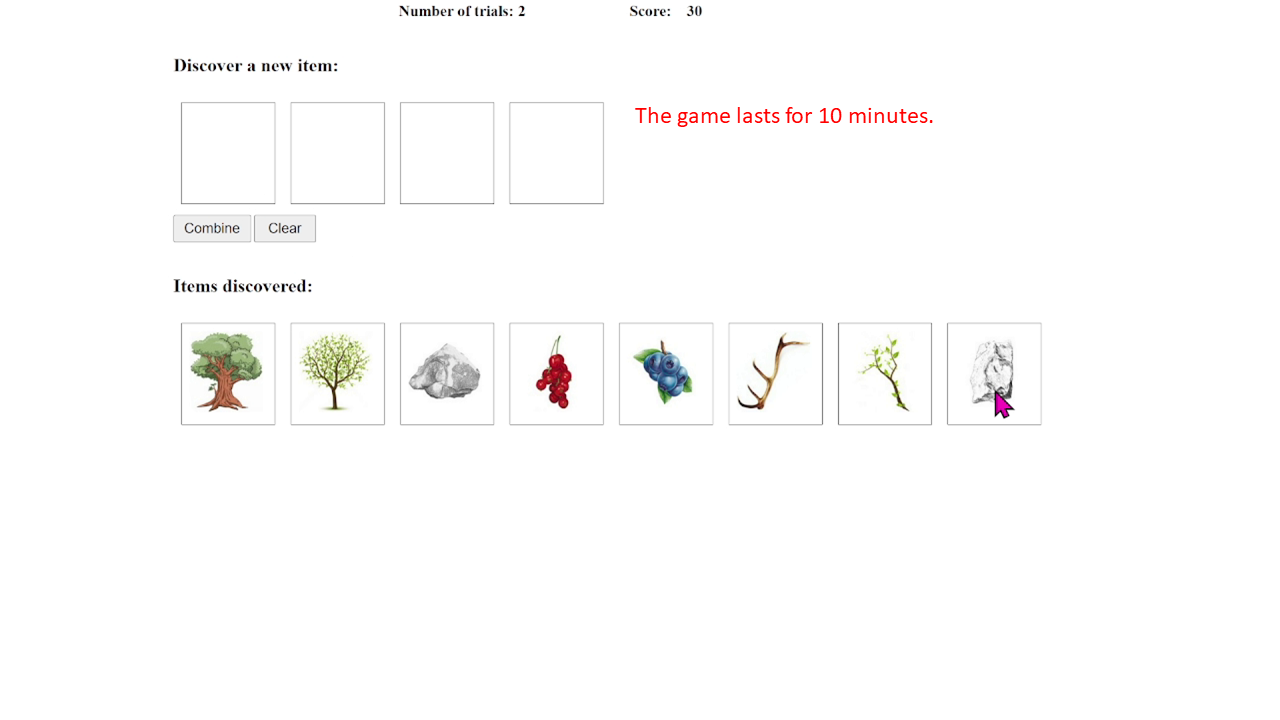 Number of trials: 2 Score: 30
Discover a new item:
The game lasts for 10 minutes.
Combine Clear
Items discovered: